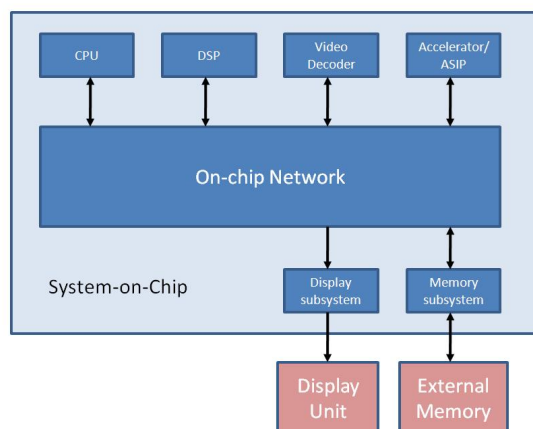 CPU
DSP
Video
Decoder
Accelerator/
ASIP
On-chip Network
System-on-Chip
Display
subsystem
Memory
subsystem
Display
Unit
External
Memory